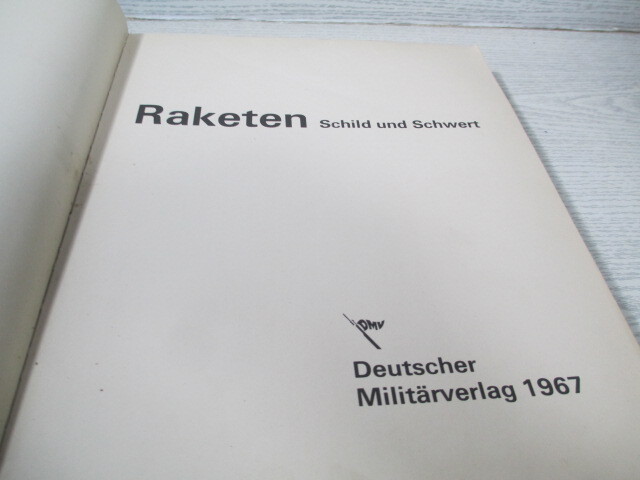 Raketen Schild und Schwert
DMV
Deutscher
Militärverlag 1967